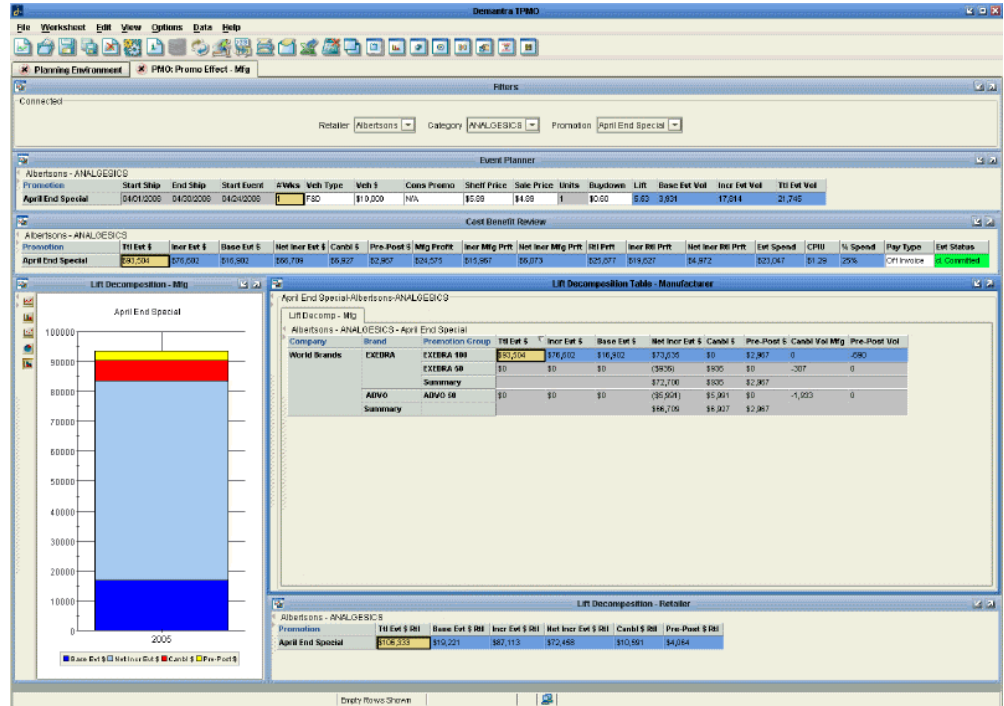 Demantra TPMO
File Worksheet Edit View Options Data Help
Planning Environment PMO: Promo Effect - Mfg
Filters
Connected
Retailer Albertsons Category ANALGESICS Promotion April End Special
Event Planner
Albertsons - ANALGESICS
Promotion Start Ship End Ship Start Event #Wks Veh Type Veh $ Cons Promo Shelf Price Sale Price Units Buydown Lift Base Evt Vol Incr Evt Vol Ttl Evt Vol
April End Special 04/01/2006 04/30/2006 04/24/2006 1 F&D $10,000 N/A $5.69 $4.69 1 $0.60 5.63 3,931 17,814 21,745
Cost Benefit Review
Albertsons - ANALGESICS
Promotion Ttl Evt $ Incr Evt $ Base Evt $ Net Incr Evt $ Canbl $ Pre-Post $ Mfg Profit Incr Mfg Prft Net Incr Mfg Prft Rtl Prft Incr Rtl Prft Net Incr Rtl Prft Evt Spend CPIU % Spend Pay Type Evt Status
April End Special $93,504 $76,602 $16,902 $66,709 $6,927 $2,967 $24,575 $15,967 $6,073 $25,677 $19,627 $4,972 $23,047 $1.29 25% Off Invoice Committed
Lift Decomposition - Mfg
April End Special
100000
90000
80000
70000
60000
50000
40000
30000
20000
10000
0
2005
Base Evt $ Net Incr Evt $ Canbl $ Pre-Post $
Lift Decomposition Table - Manufacturer
April End Special-Albertsons-ANALGESICS
Lift Decomp - Mfg
Albertsons - ANALGESICS - April End Special
Company Brand Promotion Group Ttl Evt $ Incr Evt $ Base Evt $ Net Incr Evt $ Canbl $ Pre-Post $ Canbl Vol Mfg Pre-Post Vol
World Brands EXEDRA EXEDRA 100 $93,504 $76,602 $16,902 $73,635 $0 $2,967 0 -690
EXEDRA 50 $0 $0 $0 ($935) $935 $0 -307 0
Summary $72,700 $935 $2,967
ADVO ADVO 50 $0 $0 $0 ($5,991) $5,991 $0 -1,933 0
Summary $66,709 $6,927 $2,967
Lift Decomposition - Retailer
Albertsons - ANALGESICS
Promotion Ttl Evt $ Rtl Base Evt $ Rtl Incr Evt $ Rtl Net Incr Evt $ Rtl Canbl $ Rtl Pre-Post $ Rtl
April End Special $106,333 $19,221 $87,113 $72,458 $10,591 $4,064
Empty Rows Shown